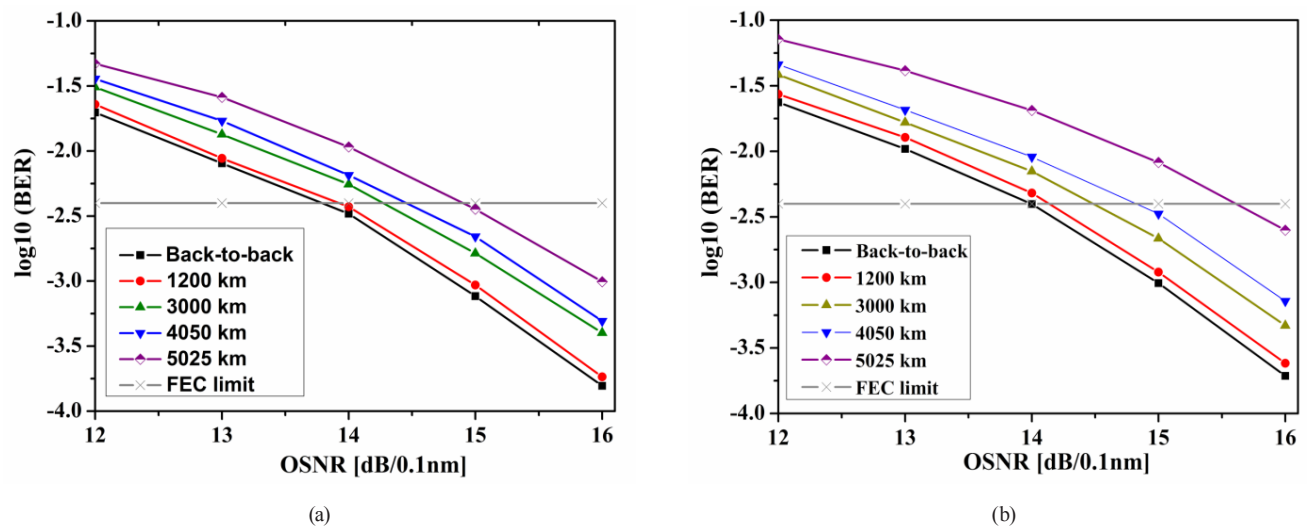 -1.0
-1.5
-2.0
-2.5
-3.0
-3.5
-4.0
log10 (BER)
Back-to-back
1200 km
3000 km
4050 km
5025 km
FEC limit
12 13 14 15 16
OSNR [dB/0.1nm]
(a)
-1.0
-1.5
-2.0
-2.5
-3.0
-3.5
-4.0
log10 (BER)
Back-to-back
1200 km
3000 km
4050 km
5025 km
FEC limit
12 13 14 15 16
OSNR [dB/0.1nm]
(b)